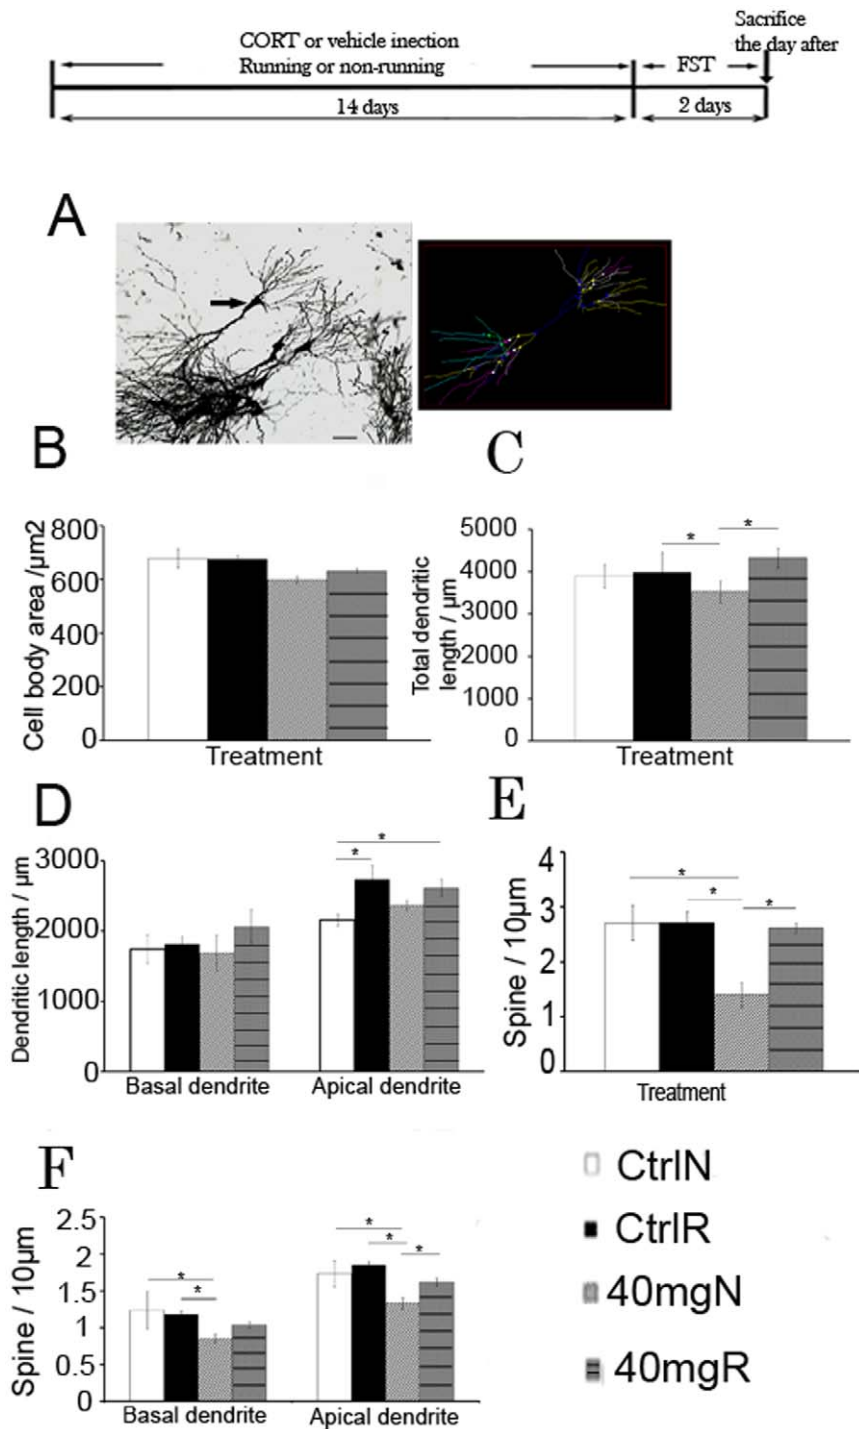 Sacrifice
the day after
CORT or vehicle inection
Running or non-running
FST
14 days
2 days
A
B
C
Cell body area /µm2
800
600
400
200
0
Treatment
Total dendritic
length / µm
5000
4000
3000
2000
1000
0
*
*
Treatment
D
E
Dendritic length / µm
3000
2000
1000
0
*
*
Basal dendrite
Apical dendrite
Spine / 10µm
4
3
2
1
0
*
*
*
Treatment
F
Spine / 10µm
2.5
2
1.5
1
0.5
0
*
*
*
*
*
Basal dendrite
Apical dendrite
CtrlN
CtrlR
40mgN
40mgR